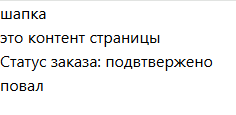 шапка
это контент страницы
Статус заказа: подвтвержено
повал